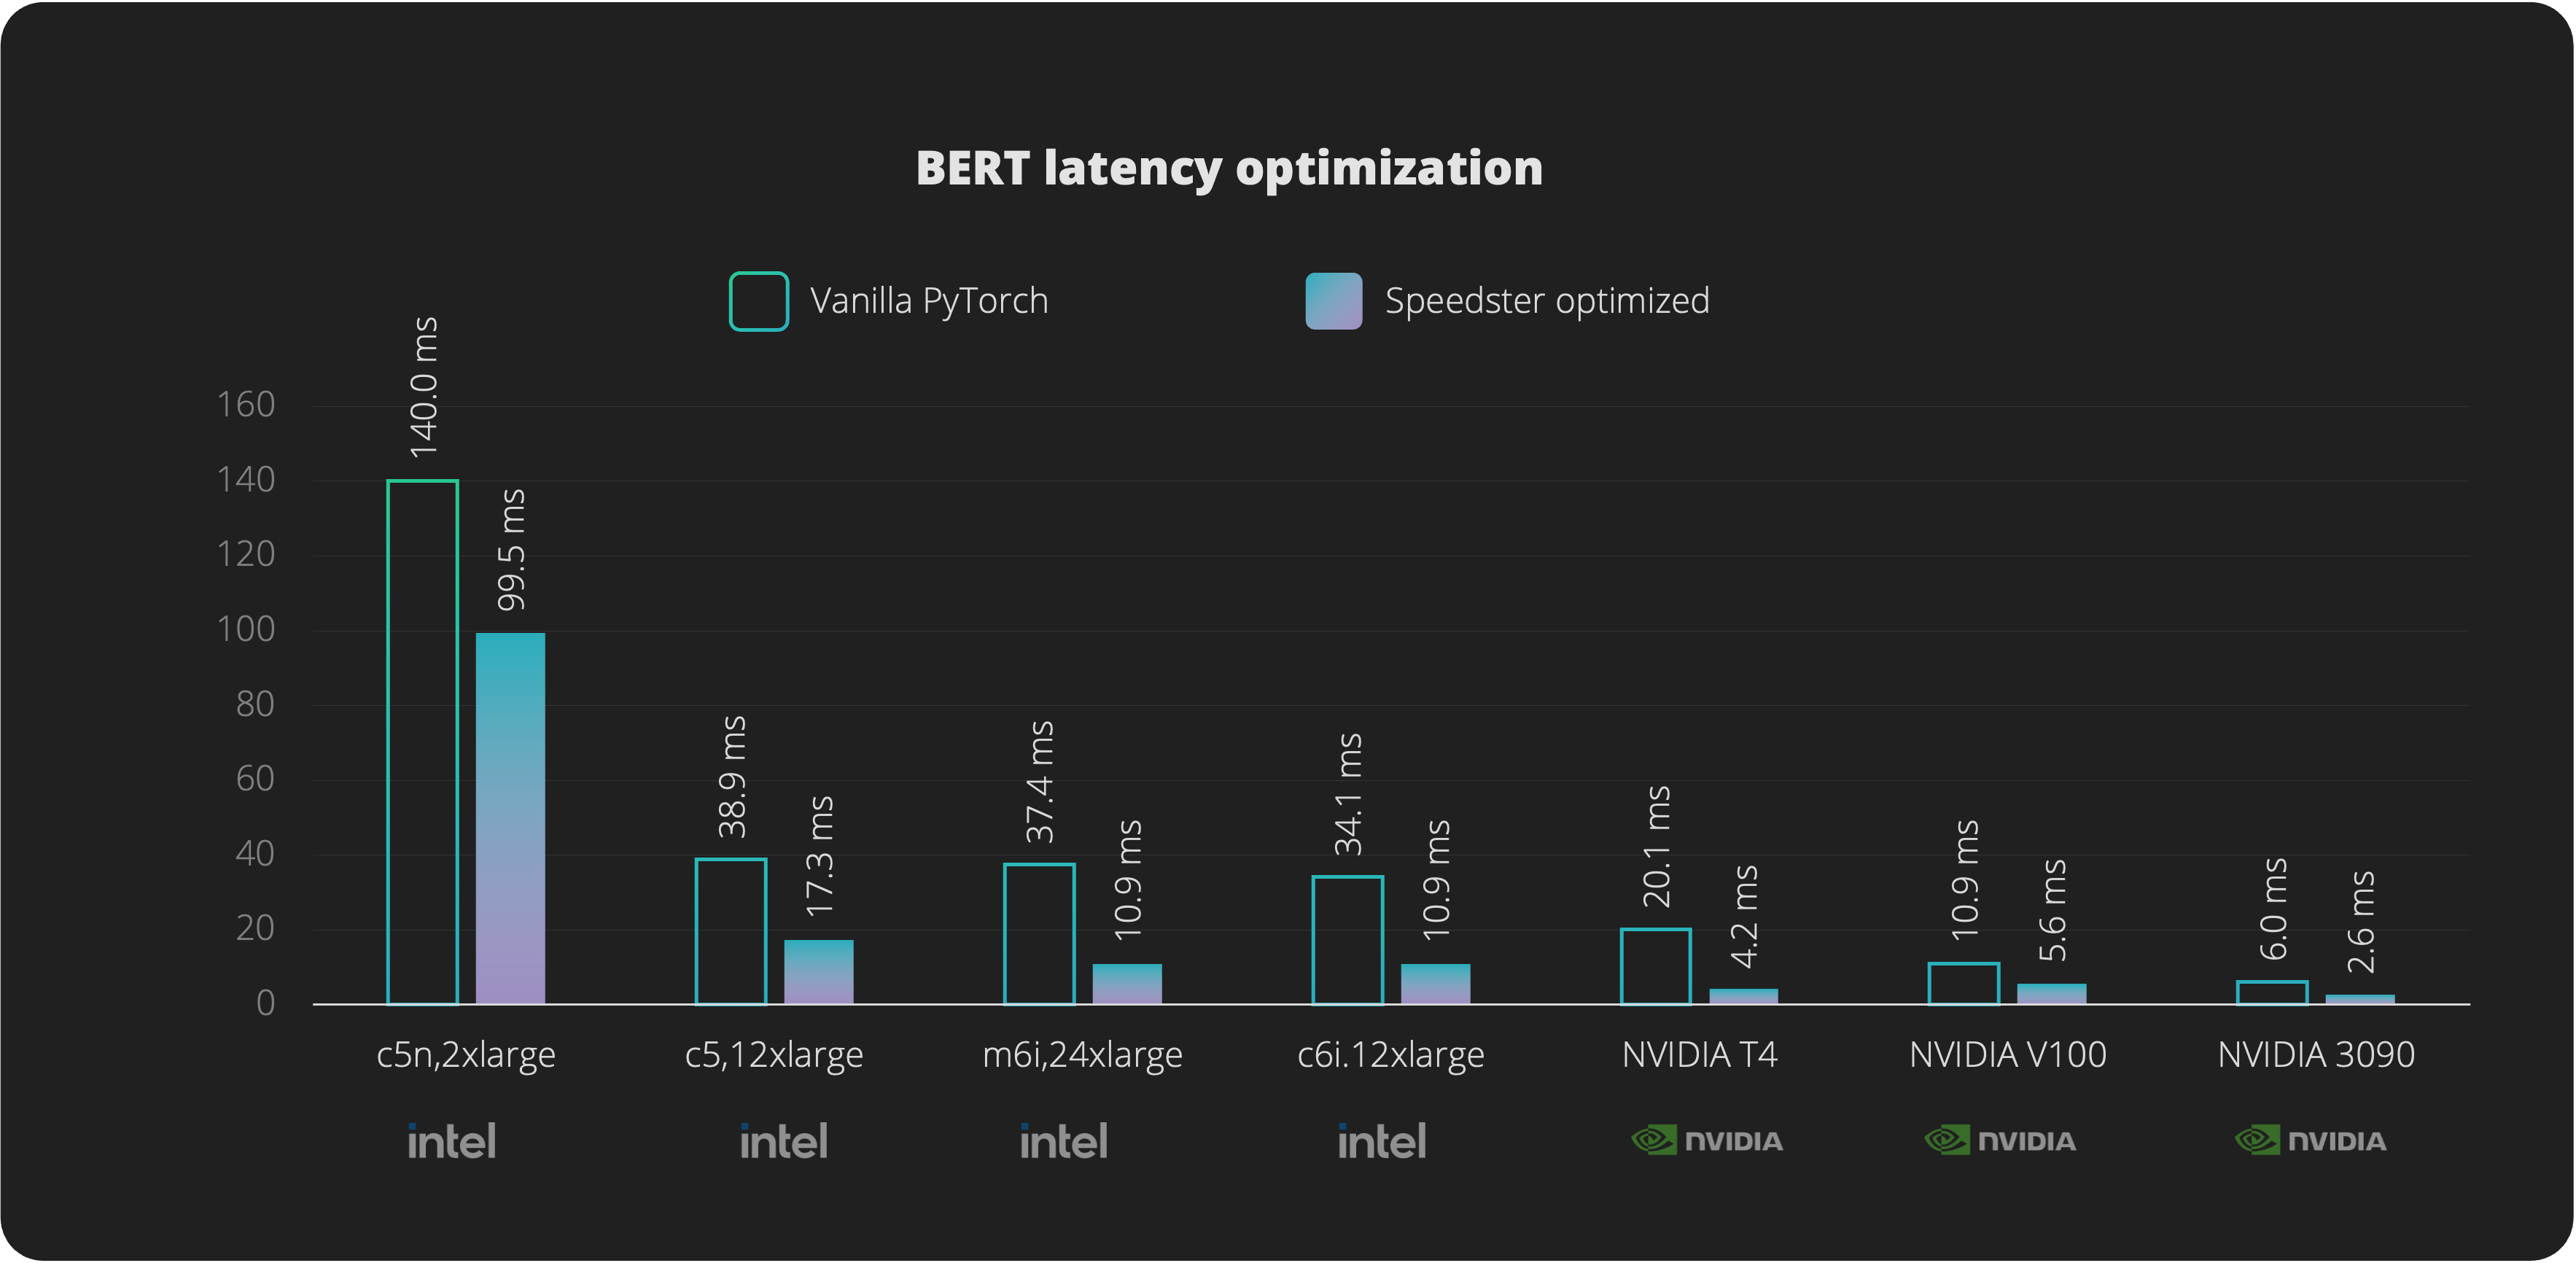 BERT latency optimization
Vanilla PyTorch
Speedster optimized
160
140
120
100
80
60
40
20
0
140.0 ms
99.5 ms
38.9 ms
17.3 ms
37.4 ms
10.9 ms
34.1 ms
10.9 ms
20.1 ms
4.2 ms
10.9 ms
5.6 ms
6.0 ms
2.6 ms
c5n,2xlarge
c5,12xlarge
m6i,24xlarge
c6i.12xlarge
NVIDIA T4
NVIDIA V100
NVIDIA 3090
intel
intel
intel
intel
NVIDIA
NVIDIA
NVIDIA